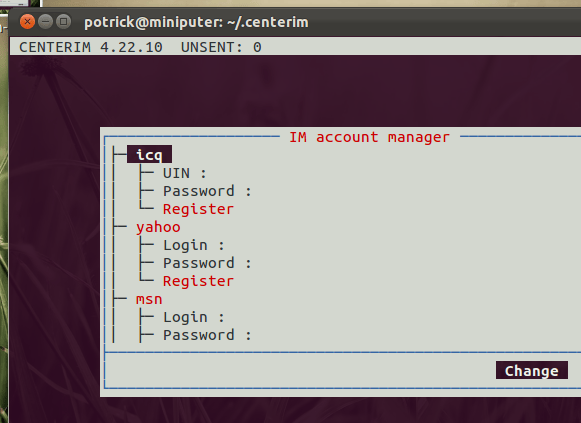 potrick@miniputer: ~/.centerim
CENTERIM 4.22.10 UNSENT: 0
IM account manager
icq
UIN :
Password :
Register
yahoo
Login :
Password :
Register
msn
Login :
Password :
Change